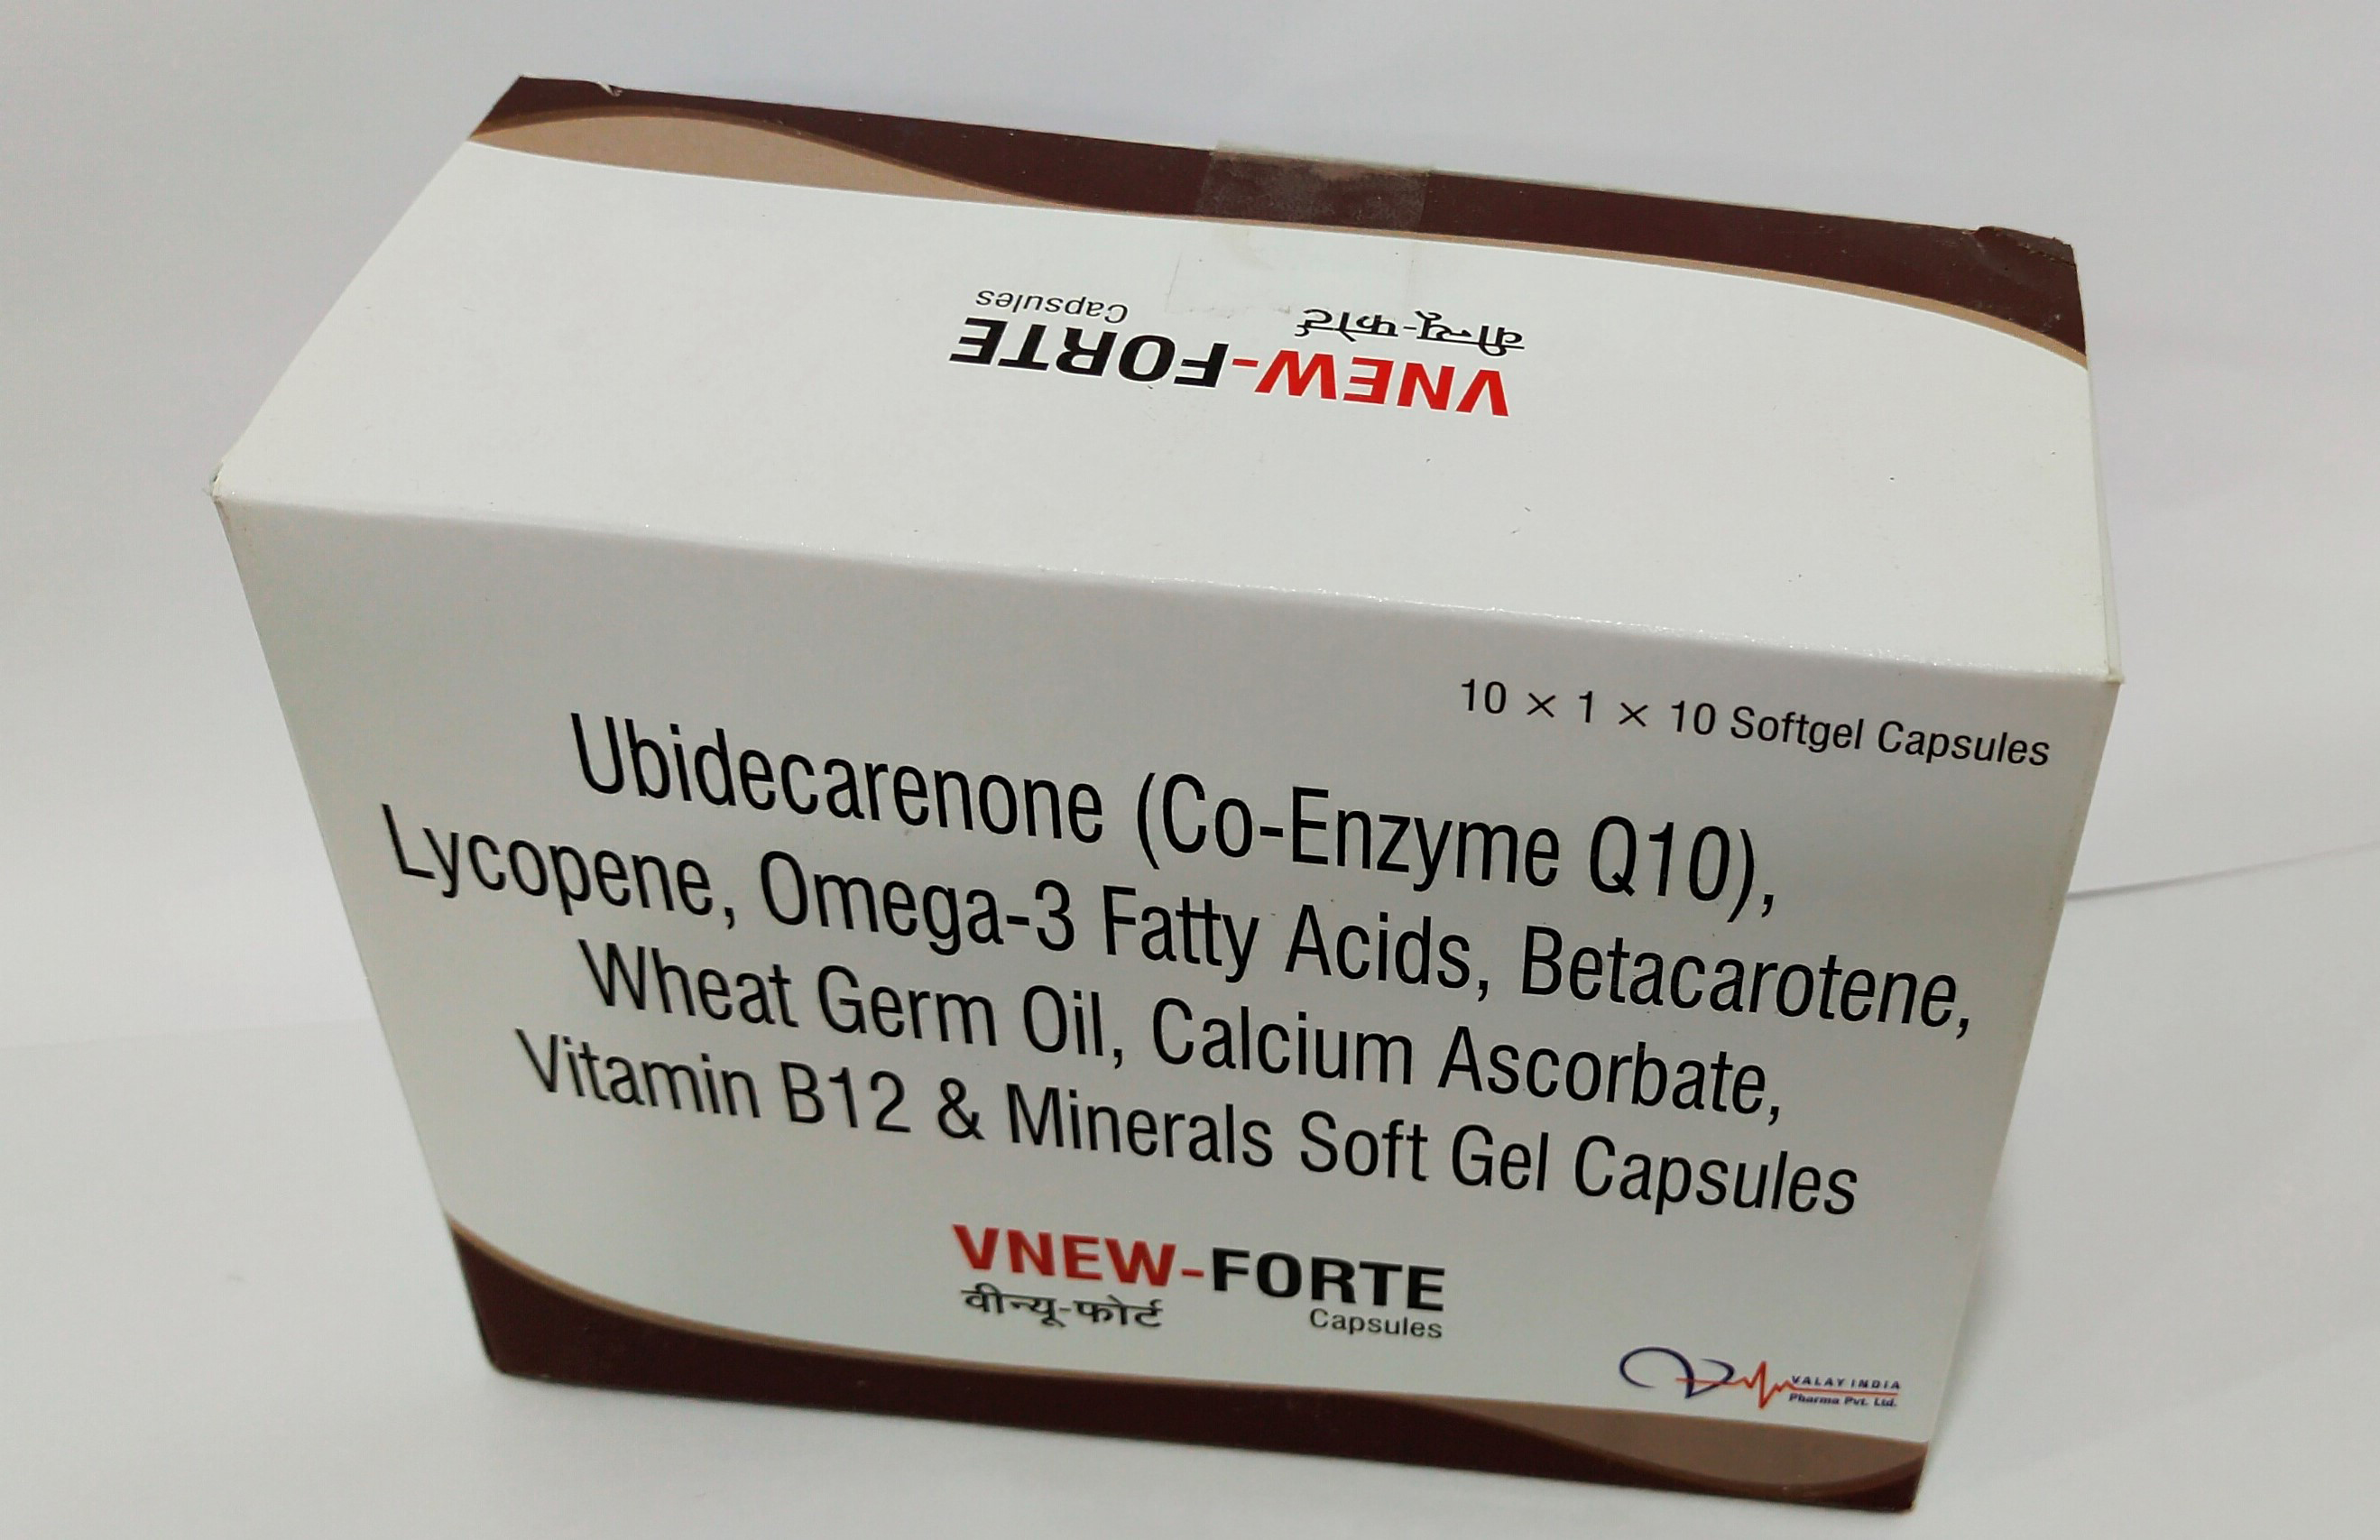 VNEW-FORTE
वीन्यू-फोर्ट Capsules
10 × 1 × 10 Softgel Capsules
Ubidecarenone (Co-Enzyme Q10),
Lycopene, Omega-3 Fatty Acids, Betacarotene,
Wheat Germ Oil, Calcium Ascorbate,
Vitamin B12 & Minerals Soft Gel Capsules
VNEW-FORTE
वीन्यू-फोर्ट Capsules
VALAY INDIA
Pharma Pvt. Ltd.